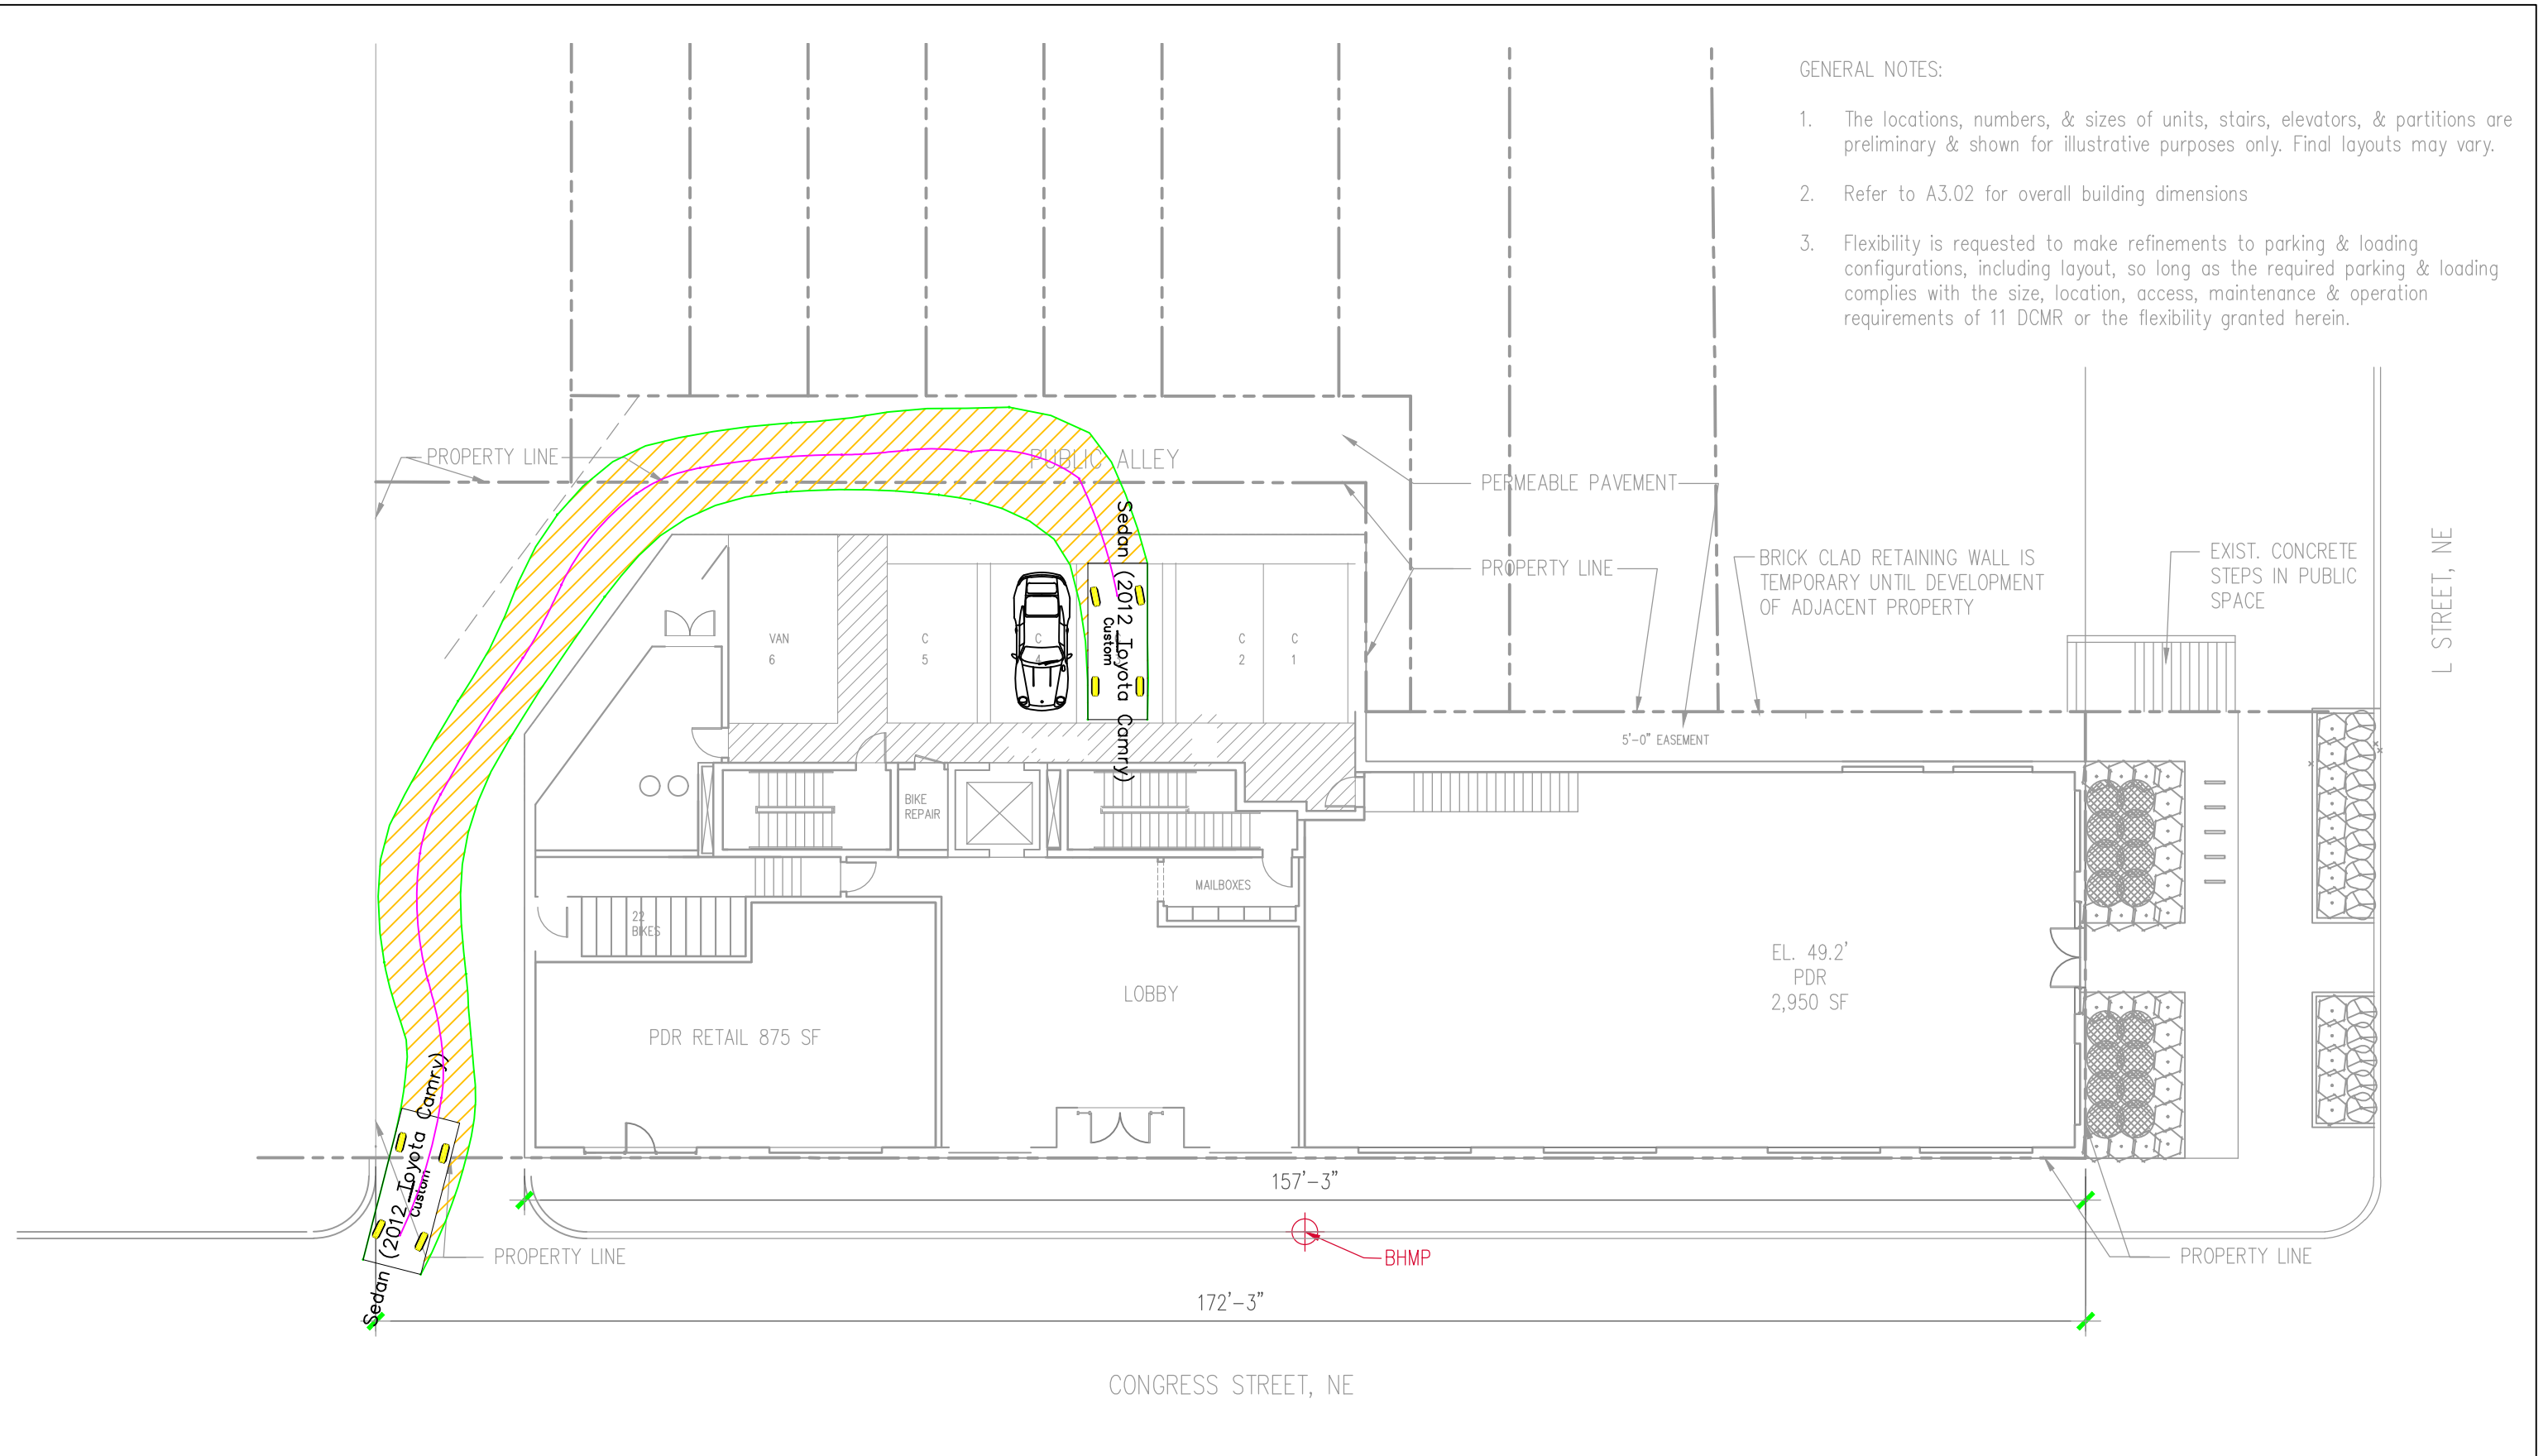 GENERAL NOTES:
1. The locations, numbers, & sizes of units, stairs, elevators, & partitions are
preliminary & shown for illustrative purposes only. Final layouts may vary.
2. Refer to A3.02 for overall building dimensions
3. Flexibility is requested to make refinements to parking & loading
configurations, including layout, so long as the required parking & loading
complies with the size, location, access, maintenance & operation
requirements of 11 DCMR or the flexibility granted herein.
PROPERTY LINE
PUBLIC ALLEY
PERMEABLE PAVEMENT
PROPERTY LINE
BRICK CLAD RETAINING WALL IS
TEMPORARY UNTIL DEVELOPMENT
OF ADJACENT PROPERTY
EXIST. CONCRETE
STEPS IN PUBLIC
SPACE
L STREET, NE
Sedan (2012 Toyota Camry)
Custom
VAN
6
C
5
C
4
C
2
C
1
5'-0" EASEMENT
BIKE
REPAIR
MAILBOXES
22
BIKES
EL. 49.2'
PDR
2,950 SF
LOBBY
PDR RETAIL 875 SF
Sedan (2012 Toyota Camry)
Custom
157'-3"
PROPERTY LINE
BHMP
PROPERTY LINE
172'-3"
CONGRESS STREET, NE